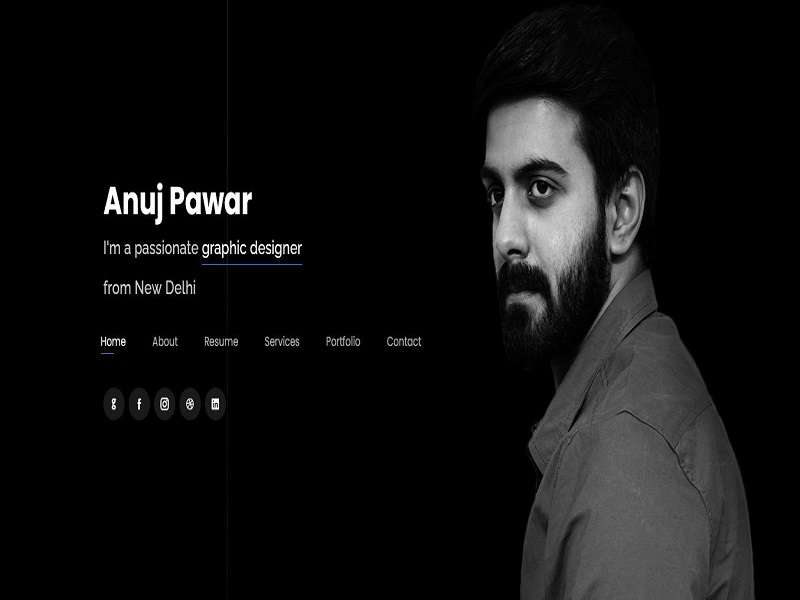 Anuj Pawar
I'm a passionate graphic designer
from New Delhi
Home About Resume Services Portfolio Contact